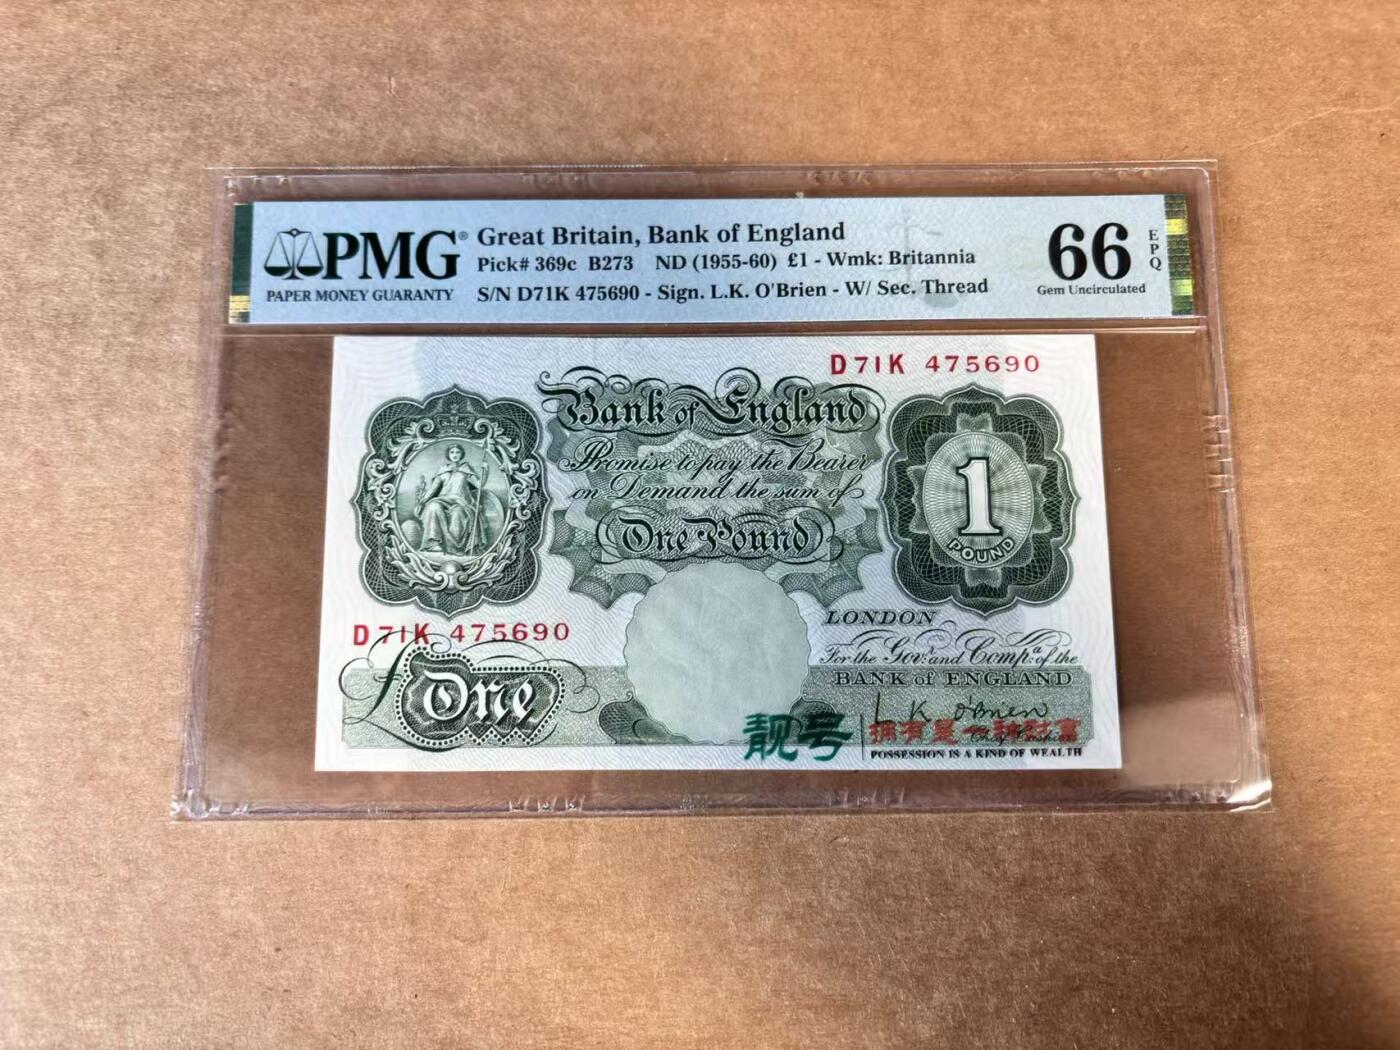 PMG®
PAPER MONEY GUARANTY
Great Britain, Bank of England
Pick# 369c B273 ND (1955-60) £1 - Wmk: Britannia
S/N D71K 475690 - Sign. L.K. O'Brien - W/ Sec. Thread
66 EPQ
Gem Uncirculated
D71K 475690
Bank of England
Promise to pay the Bearer
on Demand the sum of
One Pound
1
POUND
D71K 475690
£One
LONDON
For the Govr. and Compa. of the
BANK of ENGLAND
L K O'Brien
靓号
拥有是一种财富
POSSESSION IS A KIND OF WEALTH